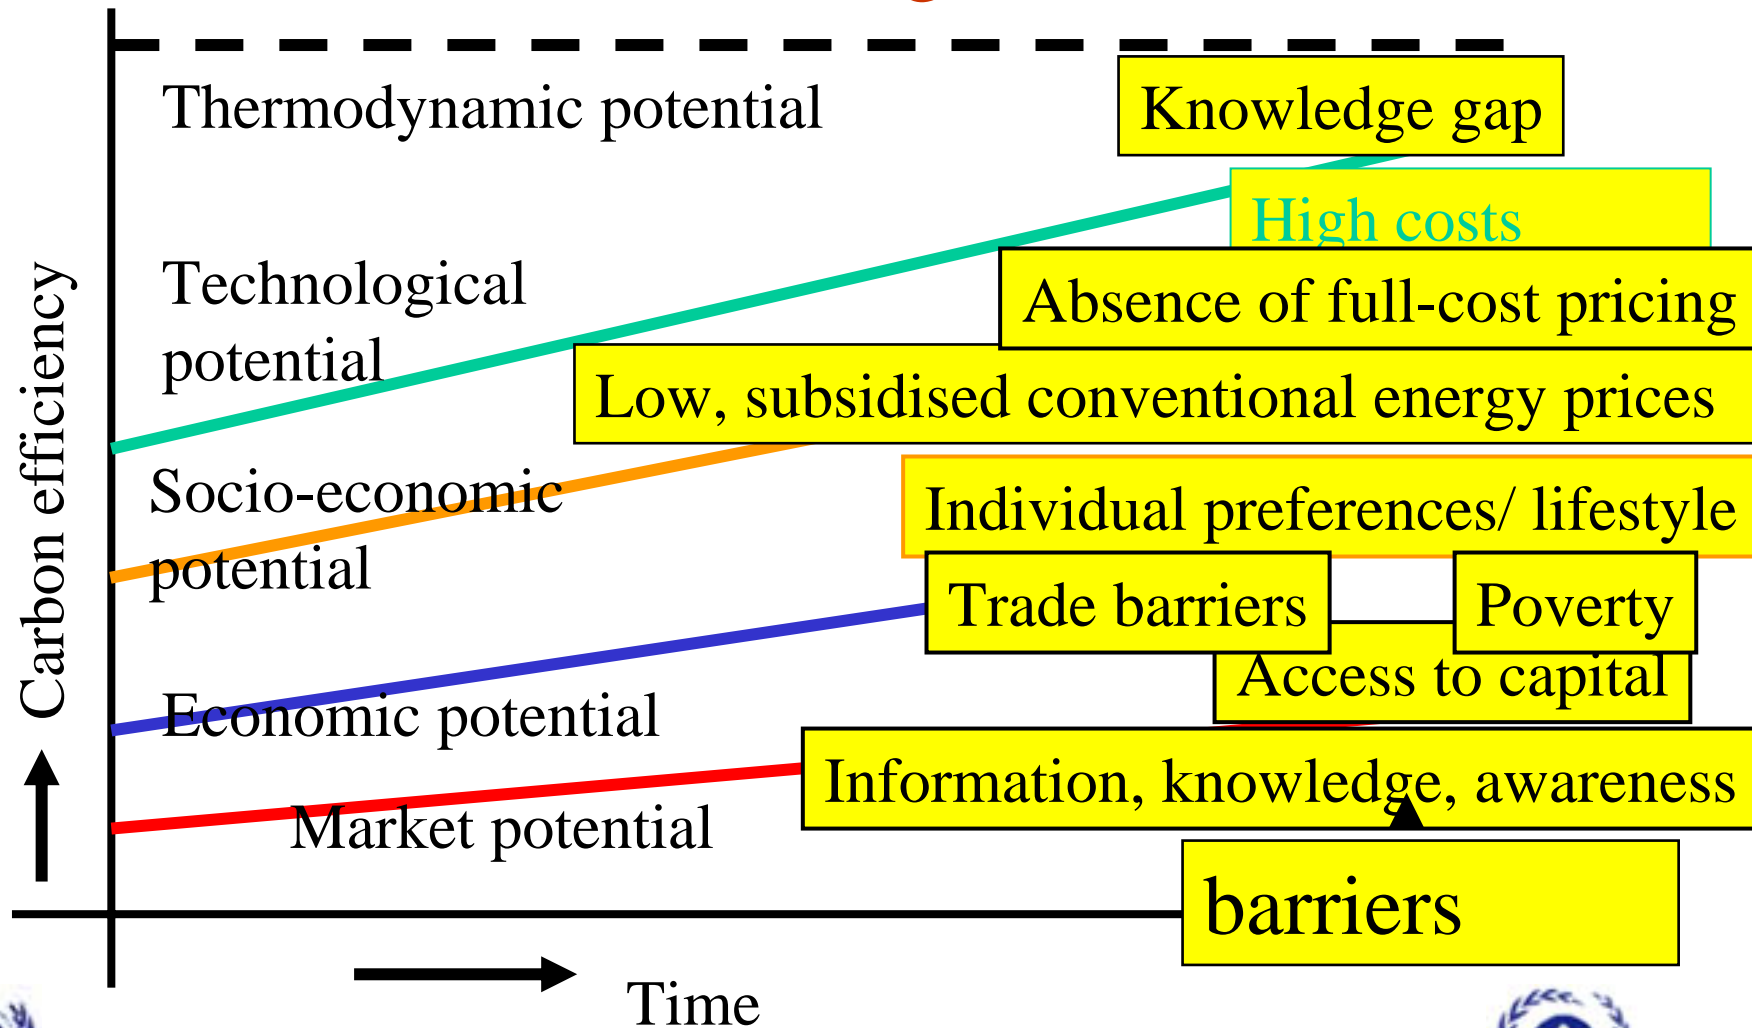 Thermodynamic potential
Knowledge gap
High costs
Technological
potential
Absence of full-cost pricing
Low, subsidised conventional energy prices
Carbon efficiency
Socio-economic
potential
Individual preferences/ lifestyle
Trade barriers
Poverty
Access to capital
Economic potential
Information, knowledge, awareness
Market potential
barriers
Time